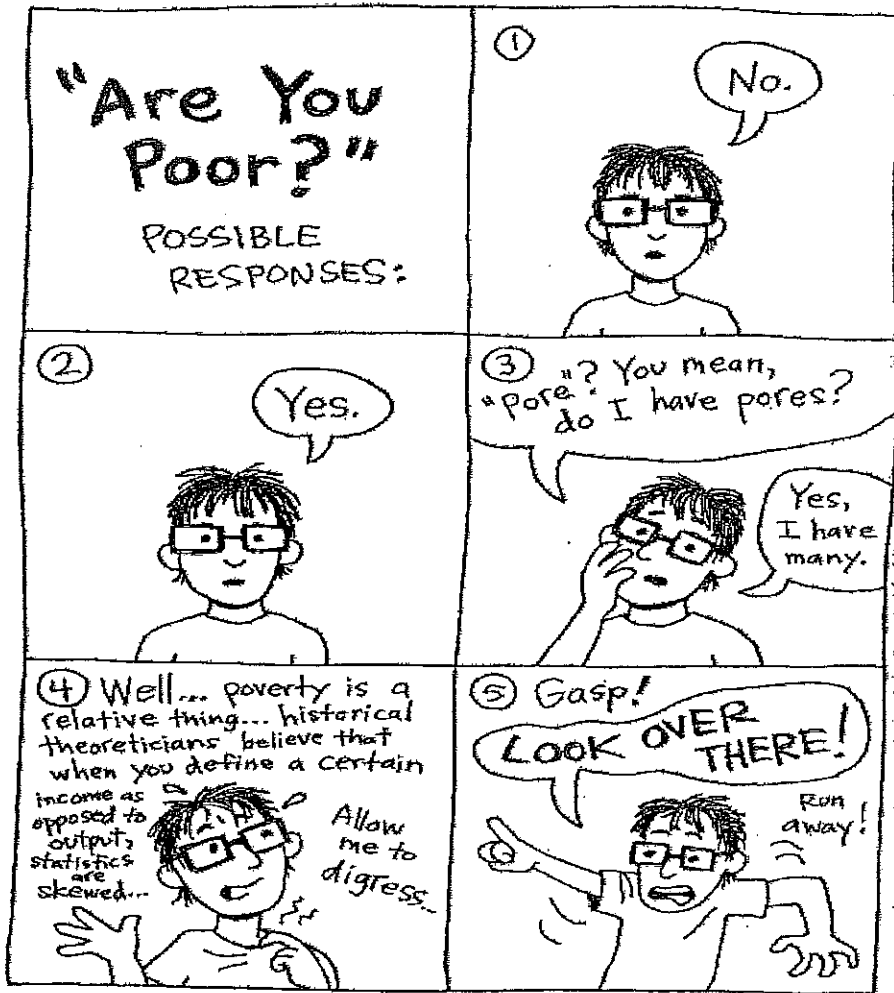 "Are You
Poor?"
POSSIBLE
RESPONSES:
1
No.
2
Yes.
3
"Pore"? You mean,
do I have pores?
Yes,
I have
many.
4 Well... poverty is a
relative thing... historical
theoreticians believe that
when you define a certain
income as
opposed to
output,
statistics
are
skewed...
Allow
me to
digress...
5 Gasp!
LOOK OVER
THERE!
Run
away!